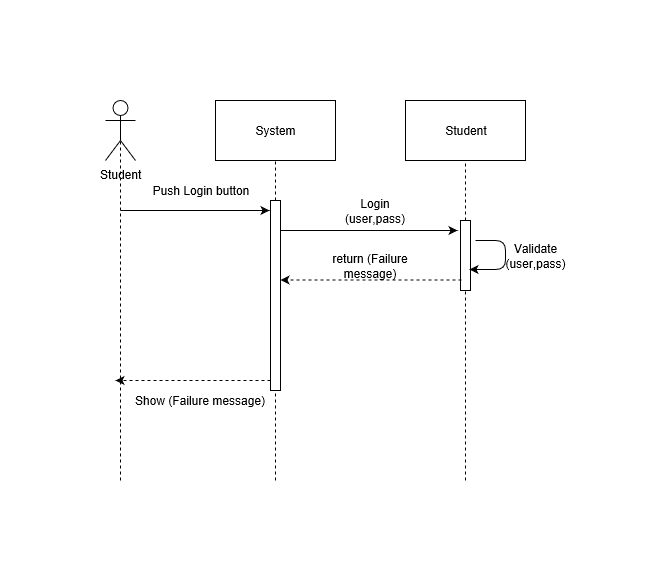 System
Student
Student
Push Login button
Login
(user,pass)
Validate
(user,pass)
return (Failure
message)
Show (Failure message)